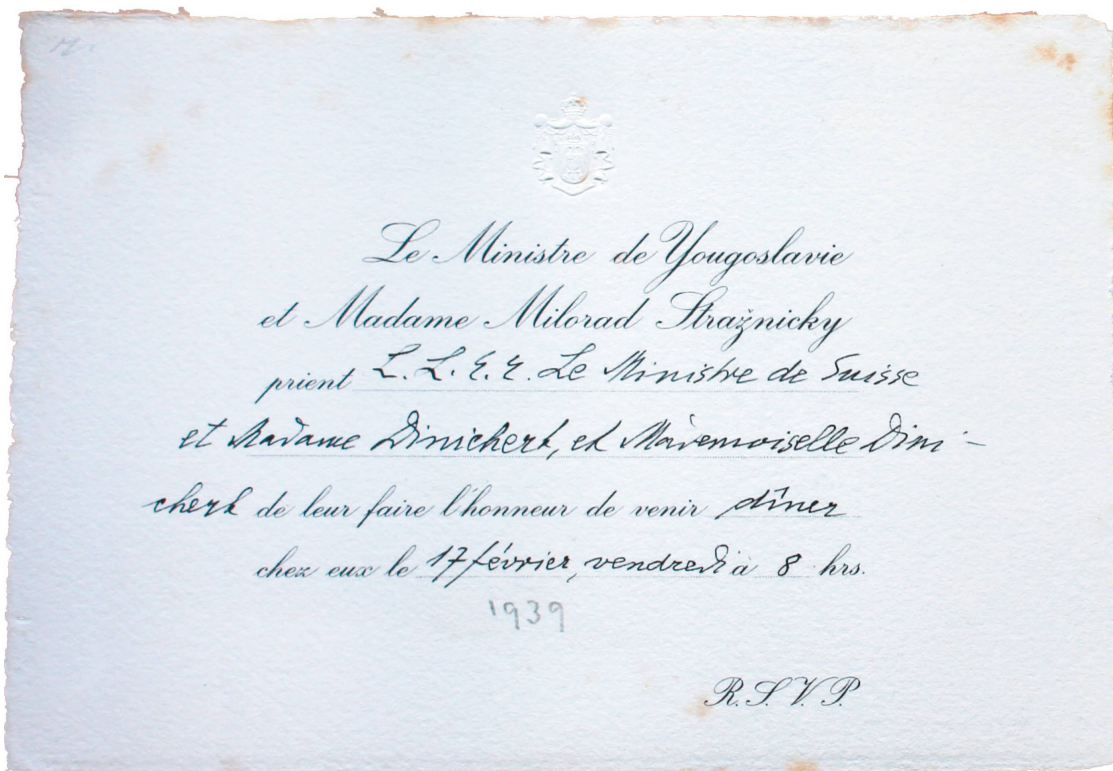 Le Ministre de Yougoslavie
et Madame Milorad Stražnicky
prient L. L. E. E. Le Ministre de Suisse
et Madame Dinichert, et Mademoiselle Dini-
chert de leur faire l'honneur de venir dîner
chez eux le 17 février, vendredi à 8 hrs.
1939
R.S.V.P.